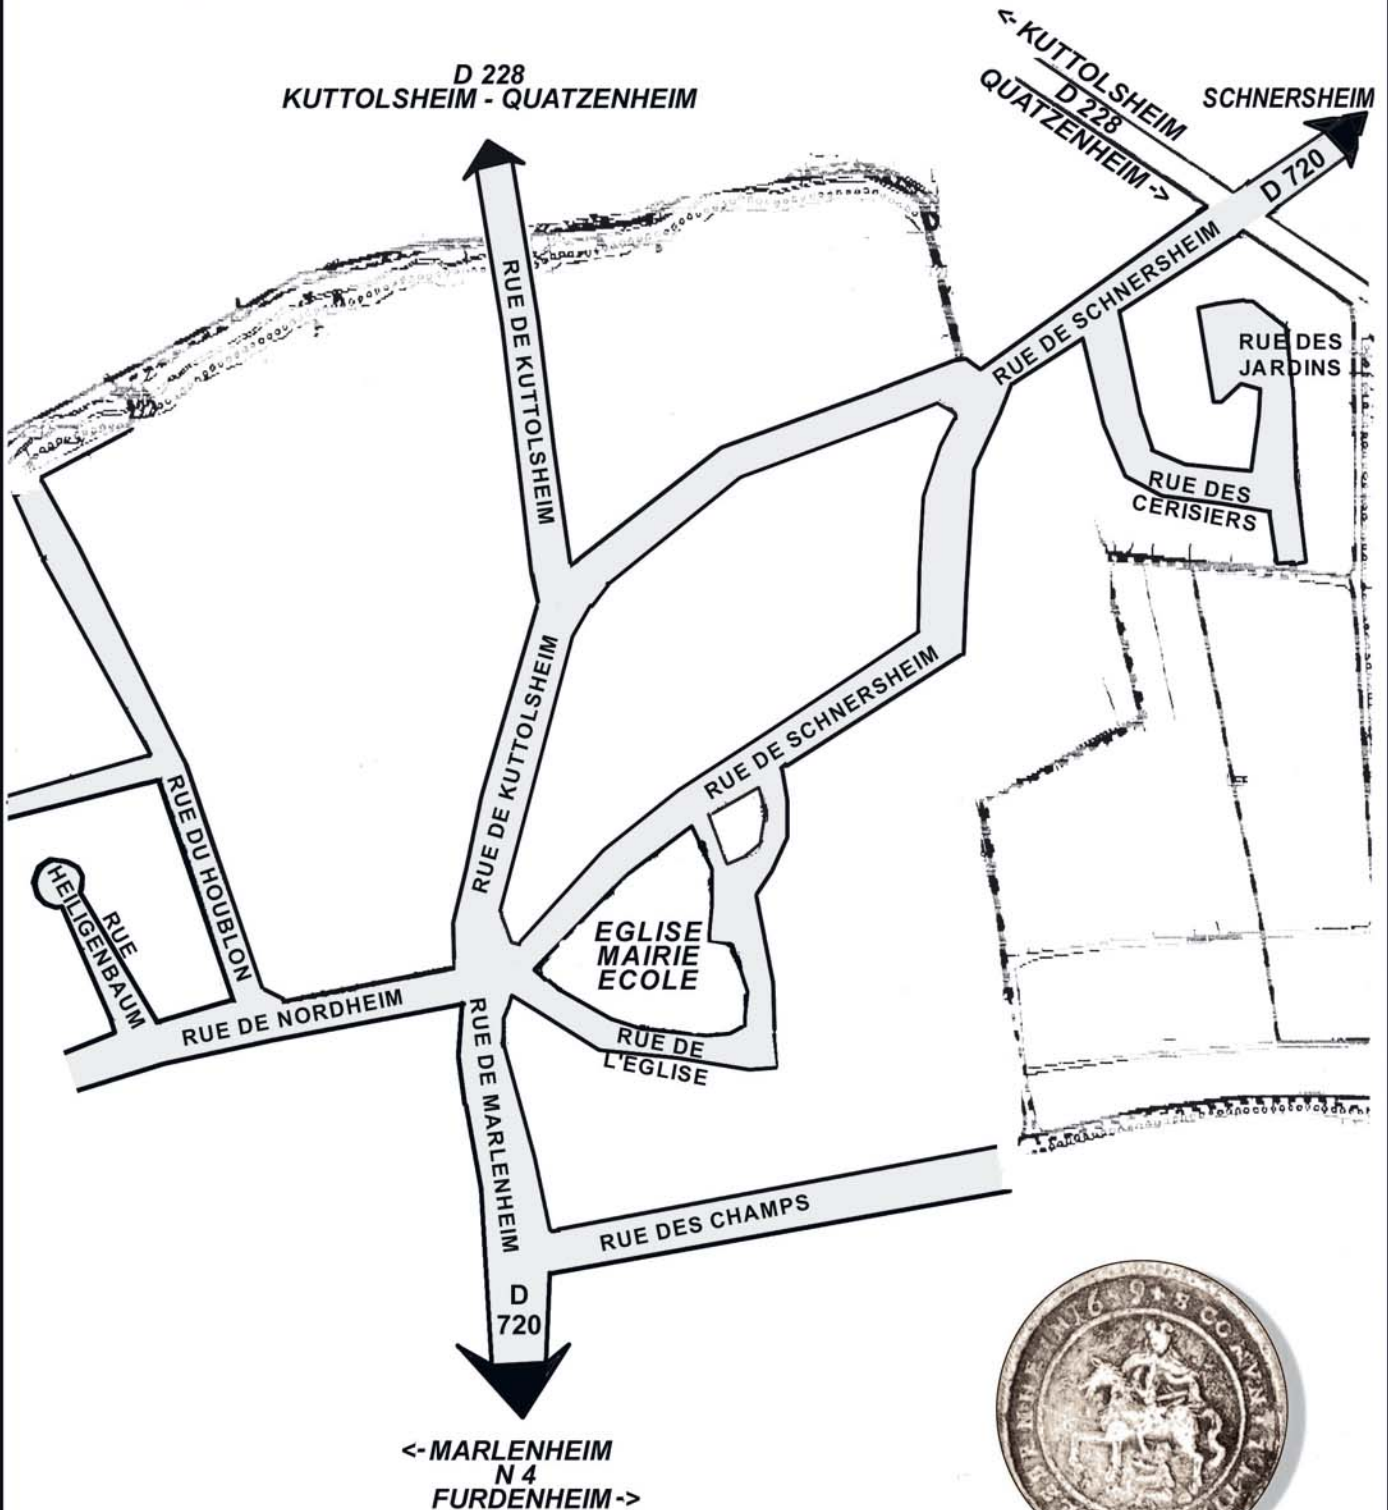 D 228
KUTTOLSHEIM - QUATZENHEIM
<- KUTTOLSHEIM
D 228
QUATZENHEIM ->
SCHNERSHEIM
D 720
RUE DE SCHNERSHEIM
RUE DE KUTTOLSHEIM
RUE DES
JARDINS
RUE DES
CERISIERS
RUE DE KUTTOLSHEIM
RUE DE SCHNERSHEIM
RUE DU HOUBLON
RUE
HEILIGENBAUM
EGLISE
MAIRIE
ECOLE
RUE DE NORDHEIM
RUE DE
L'EGLISE
RUE DE MARLENHEIM
RUE DES CHAMPS
D
720
<- MARLENHEIM
N 4
FURDENHEIM ->